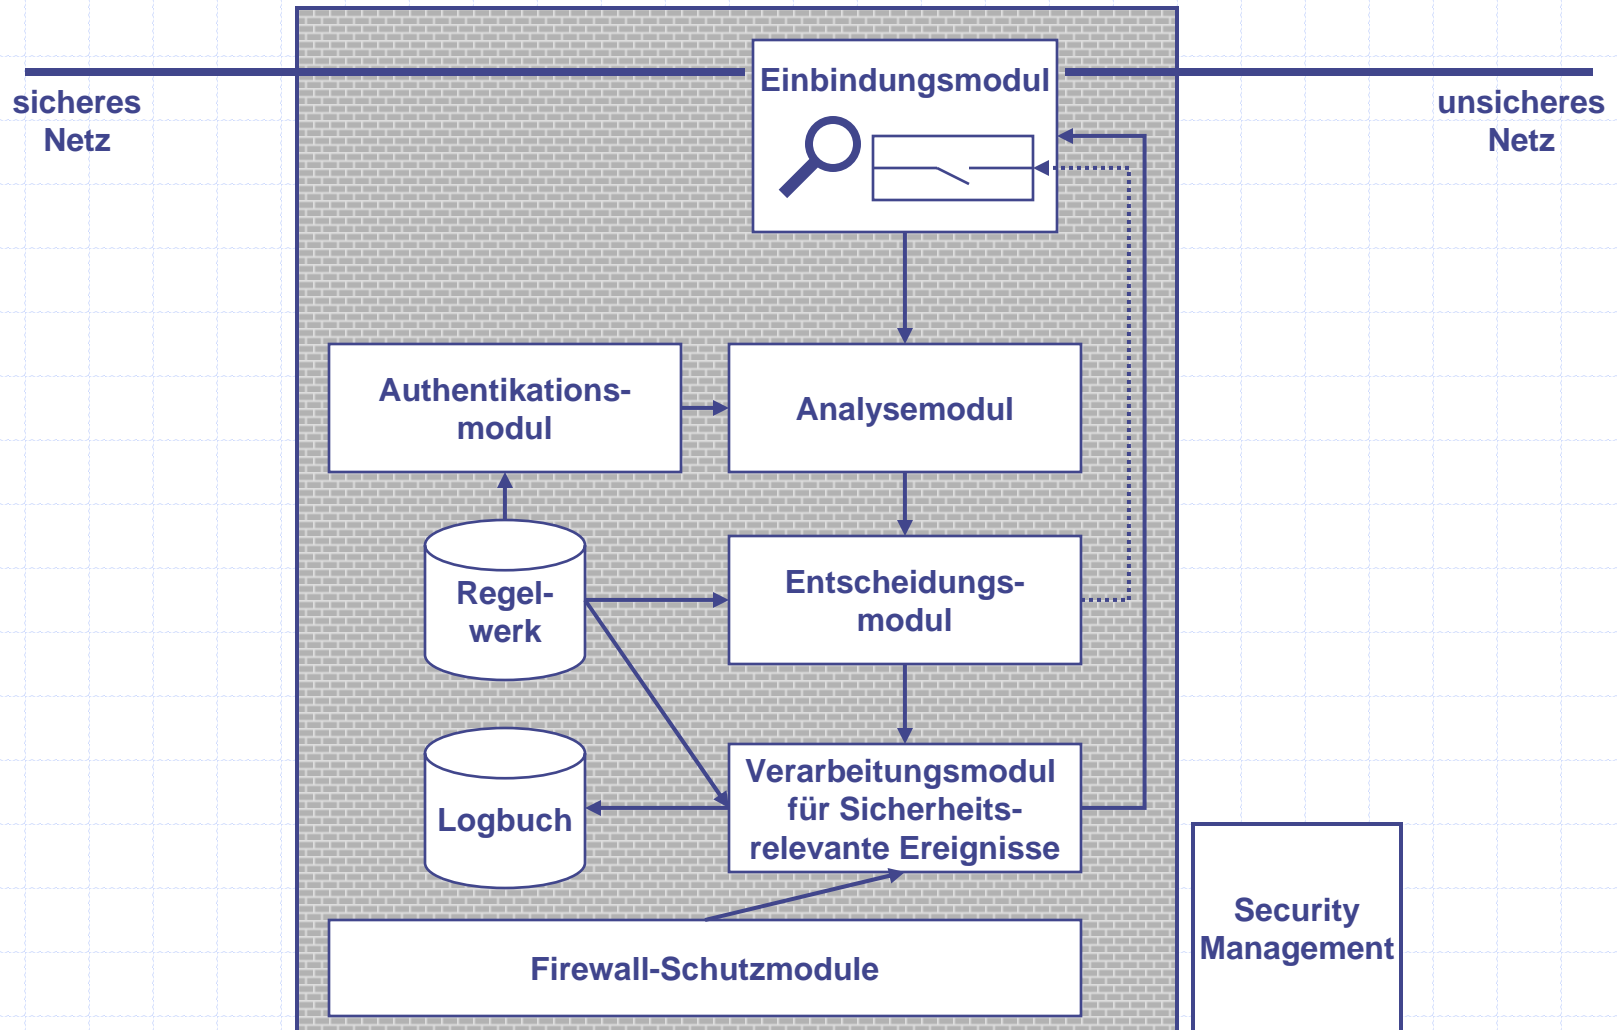 Einbindungsmodul
sicheres
Netz
unsicheres
Netz
Authentikations-
modul
Analysemodul
Regel-
werk
Entscheidungs-
modul
Logbuch
Verarbeitungsmodul
für Sicherheits-
relevante Ereignisse
Security
Management
Firewall-Schutzmodule